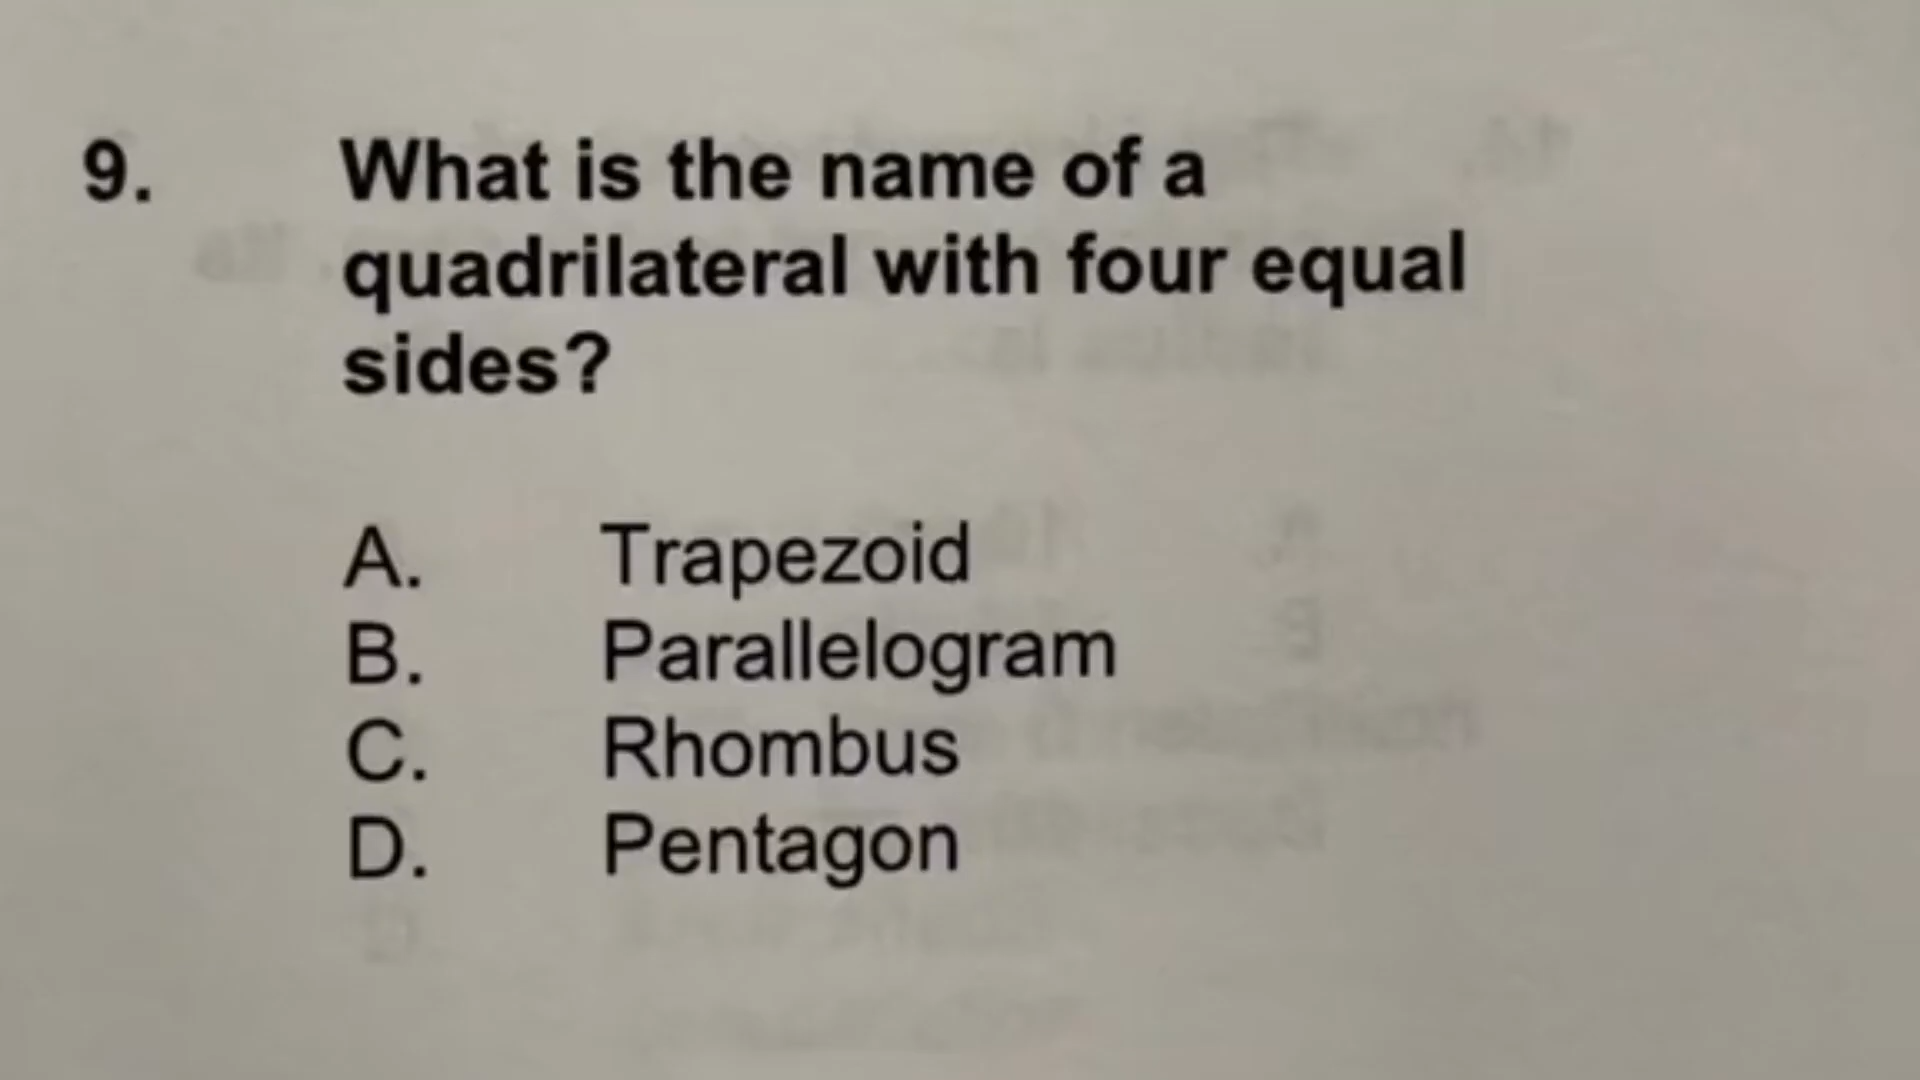 9. What is the name of a
quadrilateral with four equal
sides?
A. Trapezoid
B. Parallelogram
C. Rhombus
D. Pentagon